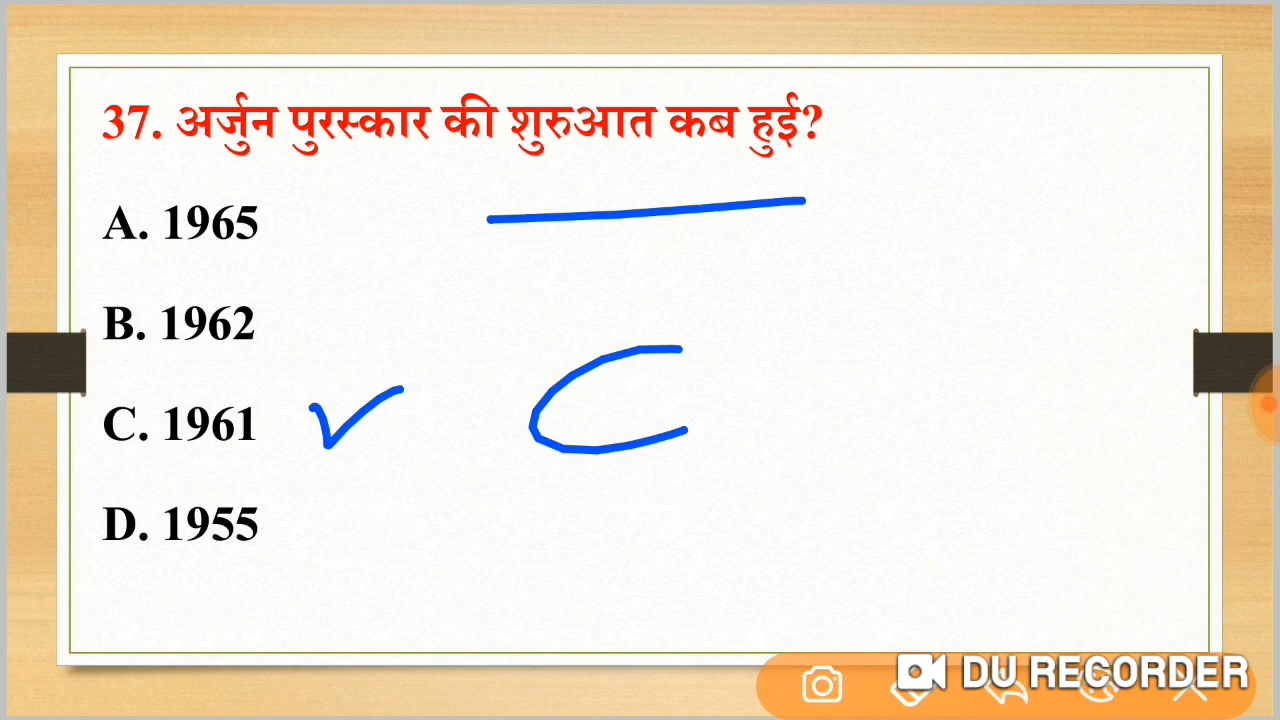 37. अर्जुन पुरस्कार की शुरुआत कब हुई?
A. 1965
B. 1962
C. 1961
C
D. 1955
DU RECORDER